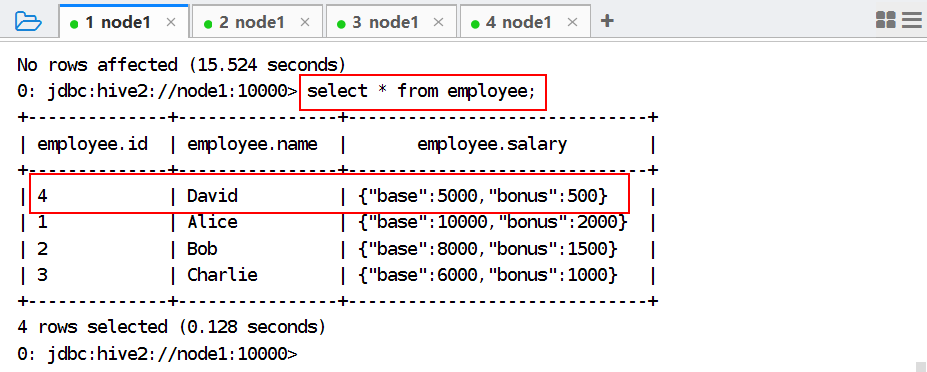 1 node1 × 2 node1 × 3 node1 × 4 node1 × +
No rows affected (15.524 seconds)
0: jdbc:hive2://node1:10000> select * from employee;
+--------------+----------------+-----------------------------+
| employee.id | employee.name | employee.salary |
+--------------+----------------+-----------------------------+
| 4 | David | {"base":5000,"bonus":500} |
| 1 | Alice | {"base":10000,"bonus":2000} |
| 2 | Bob | {"base":8000,"bonus":1500} |
| 3 | Charlie | {"base":6000,"bonus":1000} |
+--------------+----------------+-----------------------------+
4 rows selected (0.128 seconds)
0: jdbc:hive2://node1:10000>